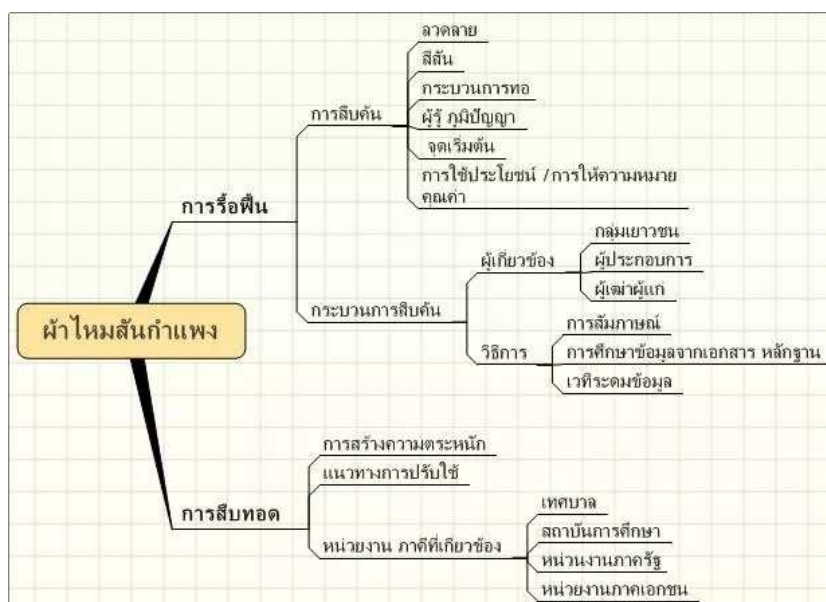 ลวดลาย
สีสัน
กระบวนการทอ
การสืบค้น
ผู้รู้ ภูมิปัญญา
จุดเริ่มต้น
การใช้ประโยชน์ /การให้ความหมาย
คุณค่า
การรื้อฟื้น
กลุ่มเยาวชน
ผู้เกี่ยวข้อง
ผู้ประกอบการ
ผู้เฒ่าผู้แก่
กระบวนการสืบค้น
การสัมภาษณ์
วิธีการ
การศึกษาข้อมูลจากเอกสาร หลักฐาน
เวทีระดมข้อมูล
ผ้าไหมสันกำแพง
การสร้างความตระหนัก
แนวทางการปรับใช้
การสืบทอด
เทศบาล
สถาบันการศึกษา
หน่วยงาน ภาคีที่เกี่ยวข้อง
หน่วนงานภาครัฐ
หน่วยงานภาคเอกชน